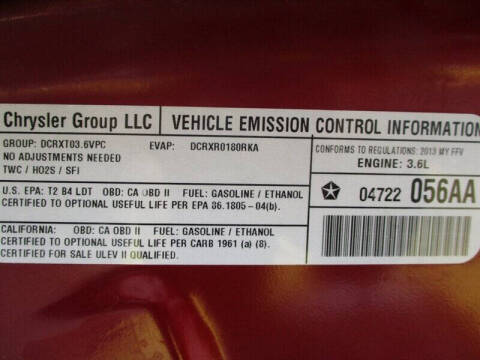 Chrysler Group LLC VEHICLE EMISSION CONTROL INFORMATION
GROUP: DCRXT03.6VPC EVAP: DCRXR0180RKA
NO ADJUSTMENTS NEEDED
TWC / HO2S / SFI
CONFORMS TO REGULATIONS: 2013 MY FFV
ENGINE: 3.6L
U.S. EPA: T2 B4 LDT OBD: CA OBD II FUEL: GASOLINE / ETHANOL
CERTIFIED TO OPTIONAL USEFUL LIFE PER EPA 86.1805-04(b).
04722 056AA
CALIFORNIA: OBD: CA OBD II FUEL: GASOLINE / ETHANOL
CERTIFIED TO OPTIONAL USEFUL LIFE PER CARB 1961 (a) (8).
CERTIFIED FOR SALE ULEV II QUALIFIED.